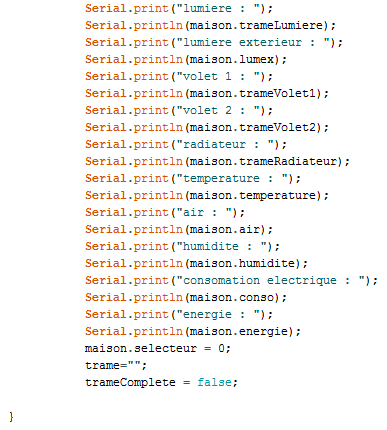 Serial.print("lumiere : ");
Serial.println(maison.trameLumiere);
Serial.print("lumiere exterieur : ");
Serial.println(maison.lumex);
Serial.print("volet 1 : ");
Serial.println(maison.trameVolet1);
Serial.print("volet 2 : ");
Serial.println(maison.trameVolet2);
Serial.print("radiateur : ");
Serial.println(maison.trameRadiateur);
Serial.print("temperature : ");
Serial.println(maison.temperature);
Serial.print("air : ");
Serial.println(maison.air);
Serial.print("humidite : ");
Serial.println(maison.humidite);
Serial.print("consomation electrique : ");
Serial.println(maison.conso);
Serial.print("energie : ");
Serial.println(maison.energie);
maison.selecteur = 0;
trame="";
trameComplete = false;
}